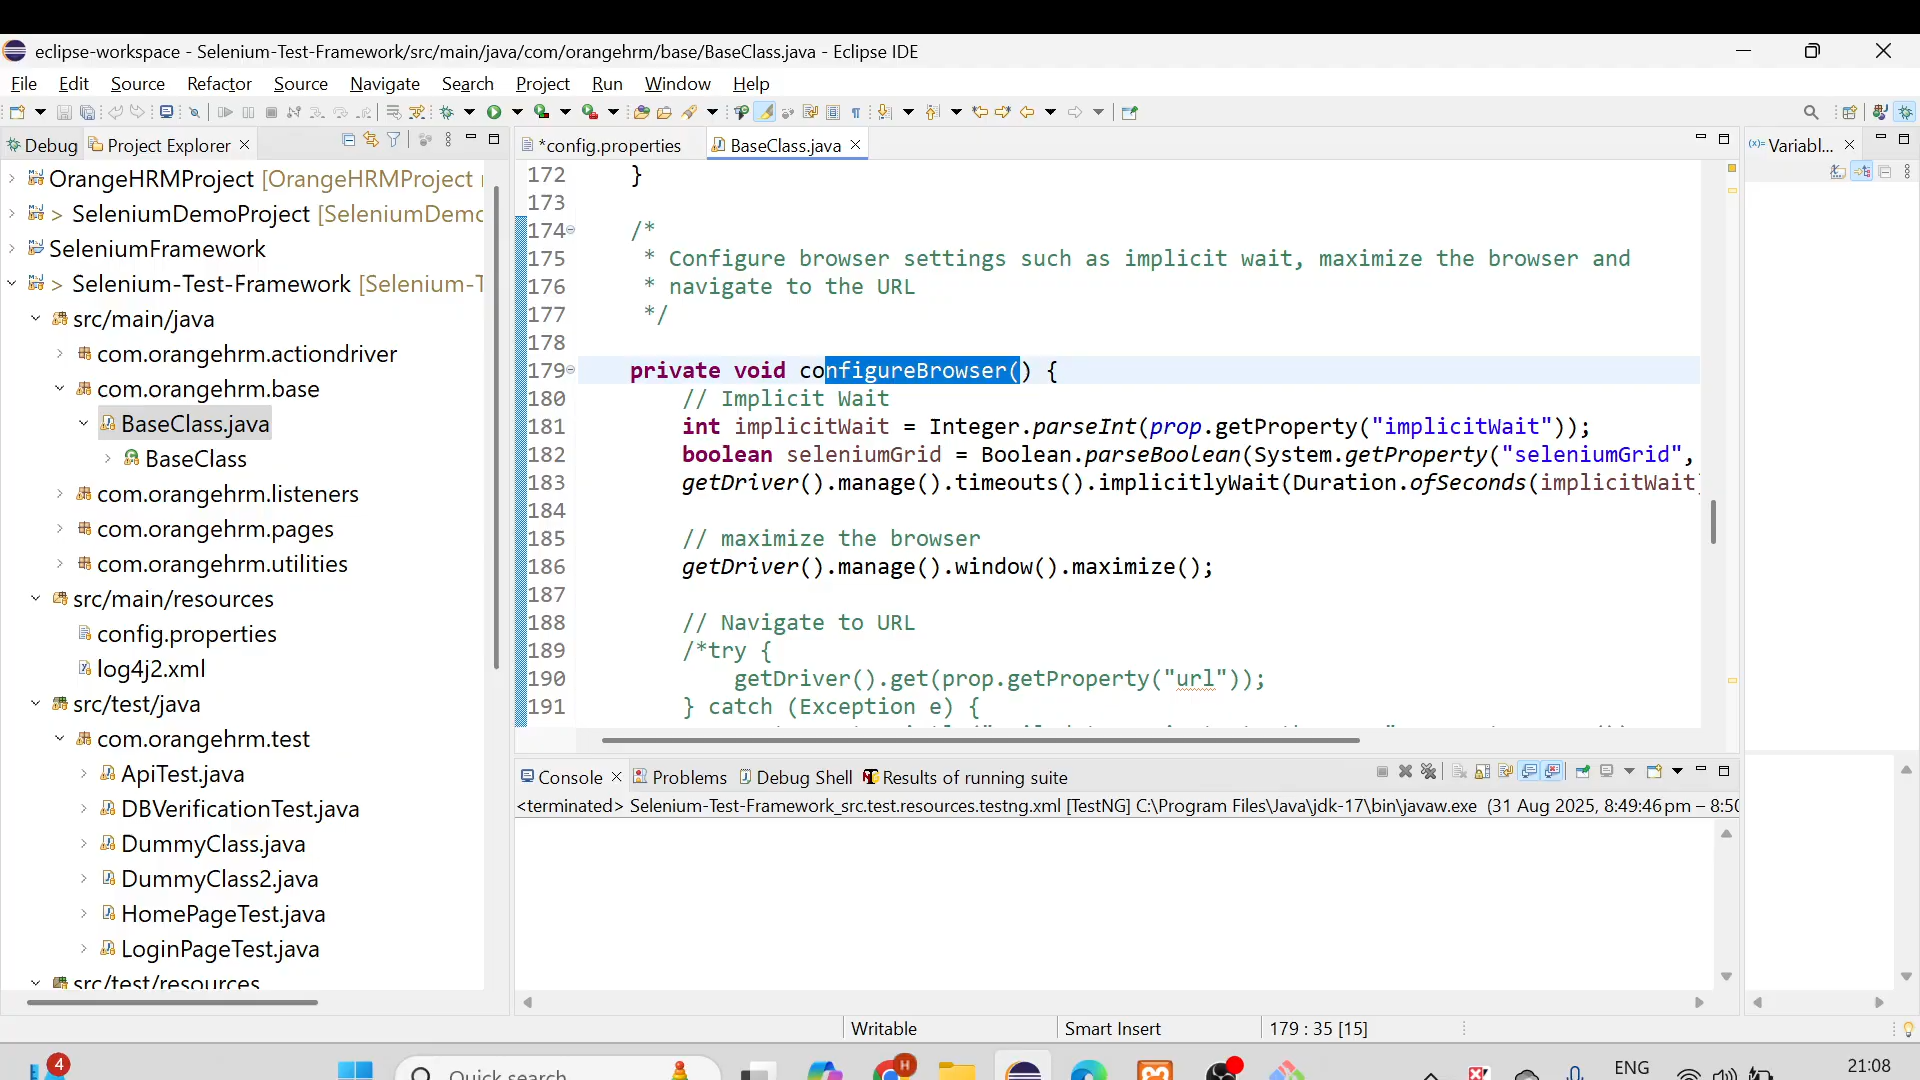 eclipse-workspace - Selenium-Test-Framework/src/main/java/com/orangehrm/base/BaseClass.java - Eclipse IDE
File Edit Source Refactor Source Navigate Search Project Run Window Help
Debug Project Explorer
OrangeHRMProject [OrangeHRMProject
> SeleniumDemoProject [SeleniumDemo
SeleniumFramework
> Selenium-Test-Framework [Selenium-T
src/main/java
com.orangehrm.actiondriver
com.orangehrm.base
BaseClass.java
BaseClass
com.orangehrm.listeners
com.orangehrm.pages
com.orangehrm.utilities
src/main/resources
config.properties
log4j2.xml
src/test/java
com.orangehrm.test
ApiTest.java
DBVerificationTest.java
DummyClass.java
DummyClass2.java
HomePageTest.java
LoginPageTest.java
src/test/resources
*config.properties BaseClass.java
172 }
173
174 /*
175 * Configure browser settings such as implicit wait, maximize the browser and
176 * navigate to the URL
177 */
178
179 private void configureBrowser() {
180 // Implicit Wait
181 int implicitWait = Integer.parseInt(prop.getProperty("implicitWait"));
182 boolean seleniumGrid = Boolean.parseBoolean(System.getProperty("seleniumGrid",
183 getDriver().manage().timeouts().implicitlyWait(Duration.ofSeconds(implicitWait
184
185 // maximize the browser
186 getDriver().manage().window().maximize();
187
188 // Navigate to URL
189 /*try {
190 getDriver().get(prop.getProperty("url"));
191 } catch (Exception e) {
(x)= Variabl...
Console Problems Debug Shell Results of running suite
<terminated> Selenium-Test-Framework_src.test.resources.testng.xml [TestNG] C:\Program Files\Java\jdk-17\bin\javaw.exe (31 Aug 2025, 8:49:46 pm – 8:50
Writable Smart Insert 179 : 35 [15]
4 Quick search H ENG 21:08